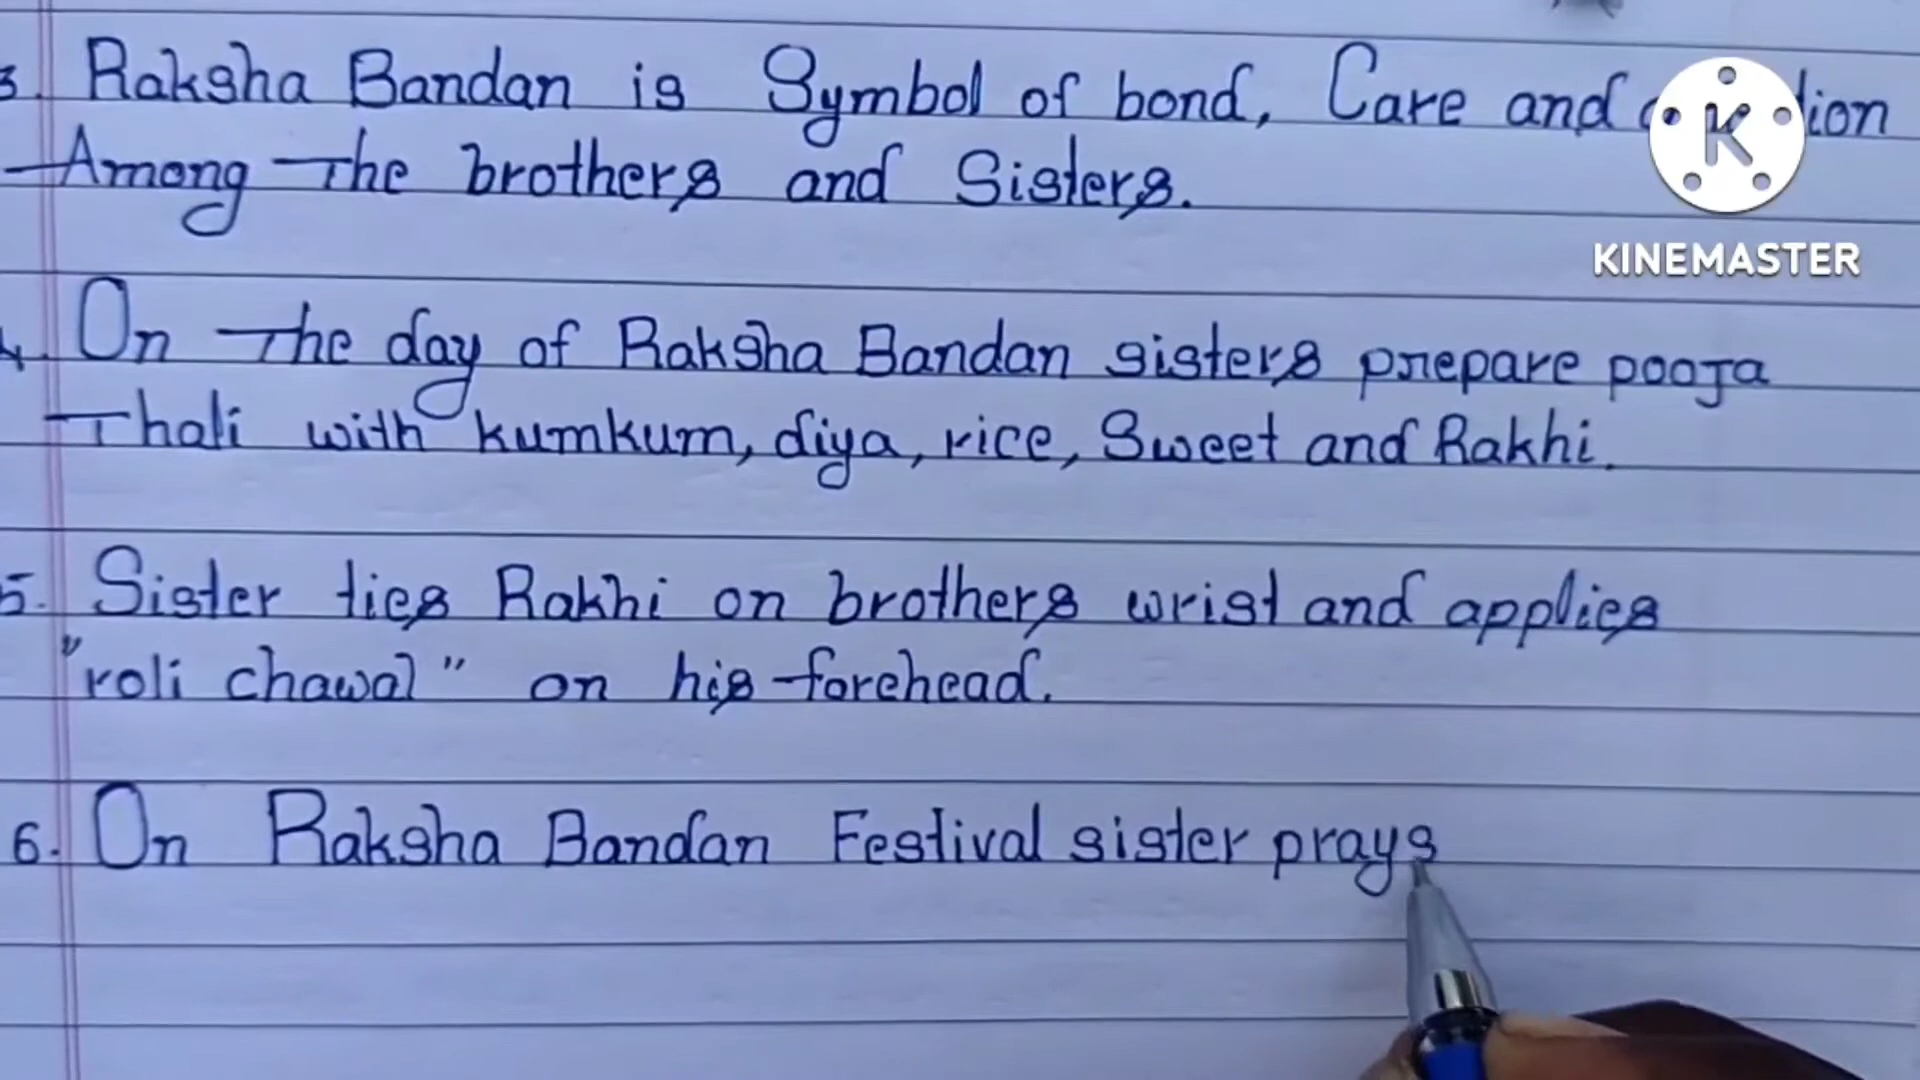 3. Raksha Bandan is Symbol of bond, Care and
Among The brothers and Sisters.
KINEMASTER
4. On The day of Raksha Bandan sisters prepare pooja
Thali with kumkum, diya, rice, Sweet and Rakhi.
5. Sister ties Rakhi on brothers wrist and applies
"roli chawal" on his forehead.
6. On Raksha Bandan Festival sister prays